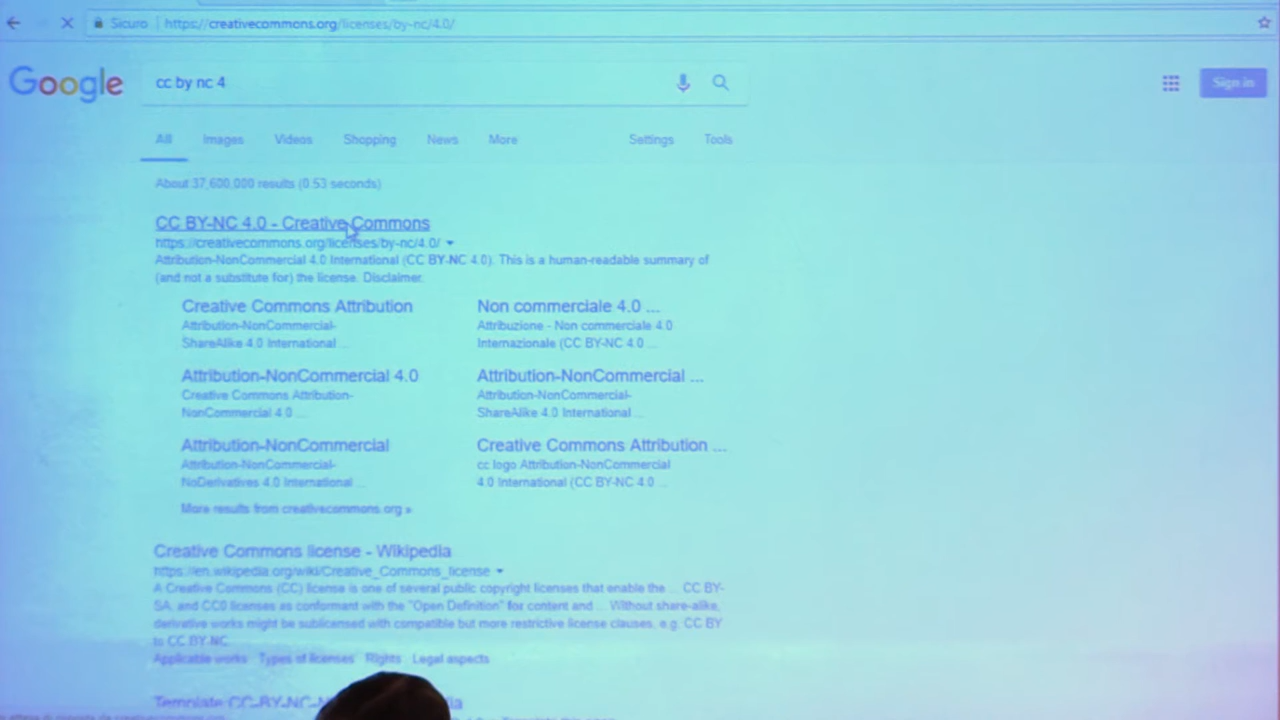 Sicuro https://creativecommons.org/licenses/by-nc/4.0/
Google cc by nc 4 Sign in
All Images Videos Shopping News More Settings Tools
About 37,600,000 results (0.53 seconds)
CC BY-NC 4.0 - Creative Commons
https://creativecommons.org/licenses/by-nc/4.0/
Attribution-NonCommercial 4.0 International (CC BY-NC 4.0). This is a human-readable summary of
(and not a substitute for) the license. Disclaimer.
Creative Commons Attribution
Attribution-NonCommercial-
ShareAlike 4.0 International ...
Non commerciale 4.0 ...
Attribuzione - Non commerciale 4.0
Internazionale (CC BY-NC 4.0 ...
Attribution-NonCommercial 4.0
Creative Commons Attribution-
NonCommercial 4.0 ...
Attribution-NonCommercial ...
Attribution-NonCommercial-
ShareAlike 4.0 International ...
Attribution-NonCommercial
Attribution-NonCommercial-
NoDerivatives 4.0 International ...
Creative Commons Attribution ...
cc logo Attribution-NonCommercial
4.0 International (CC BY-NC 4.0 ...
More results from creativecommons.org »
Creative Commons license - Wikipedia
https://en.wikipedia.org/wiki/Creative_Commons_license
A Creative Commons (CC) license is one of several public copyright licenses that enable the ... CC BY-
SA, and CC0 licenses as conformant with the "Open Definition" for content and ... Without share-alike,
derivative works might be sublicensed with compatible but more restrictive license clauses, e.g. CC BY
to CC BY-NC.
Applicable works Types of licenses Rights Legal aspects